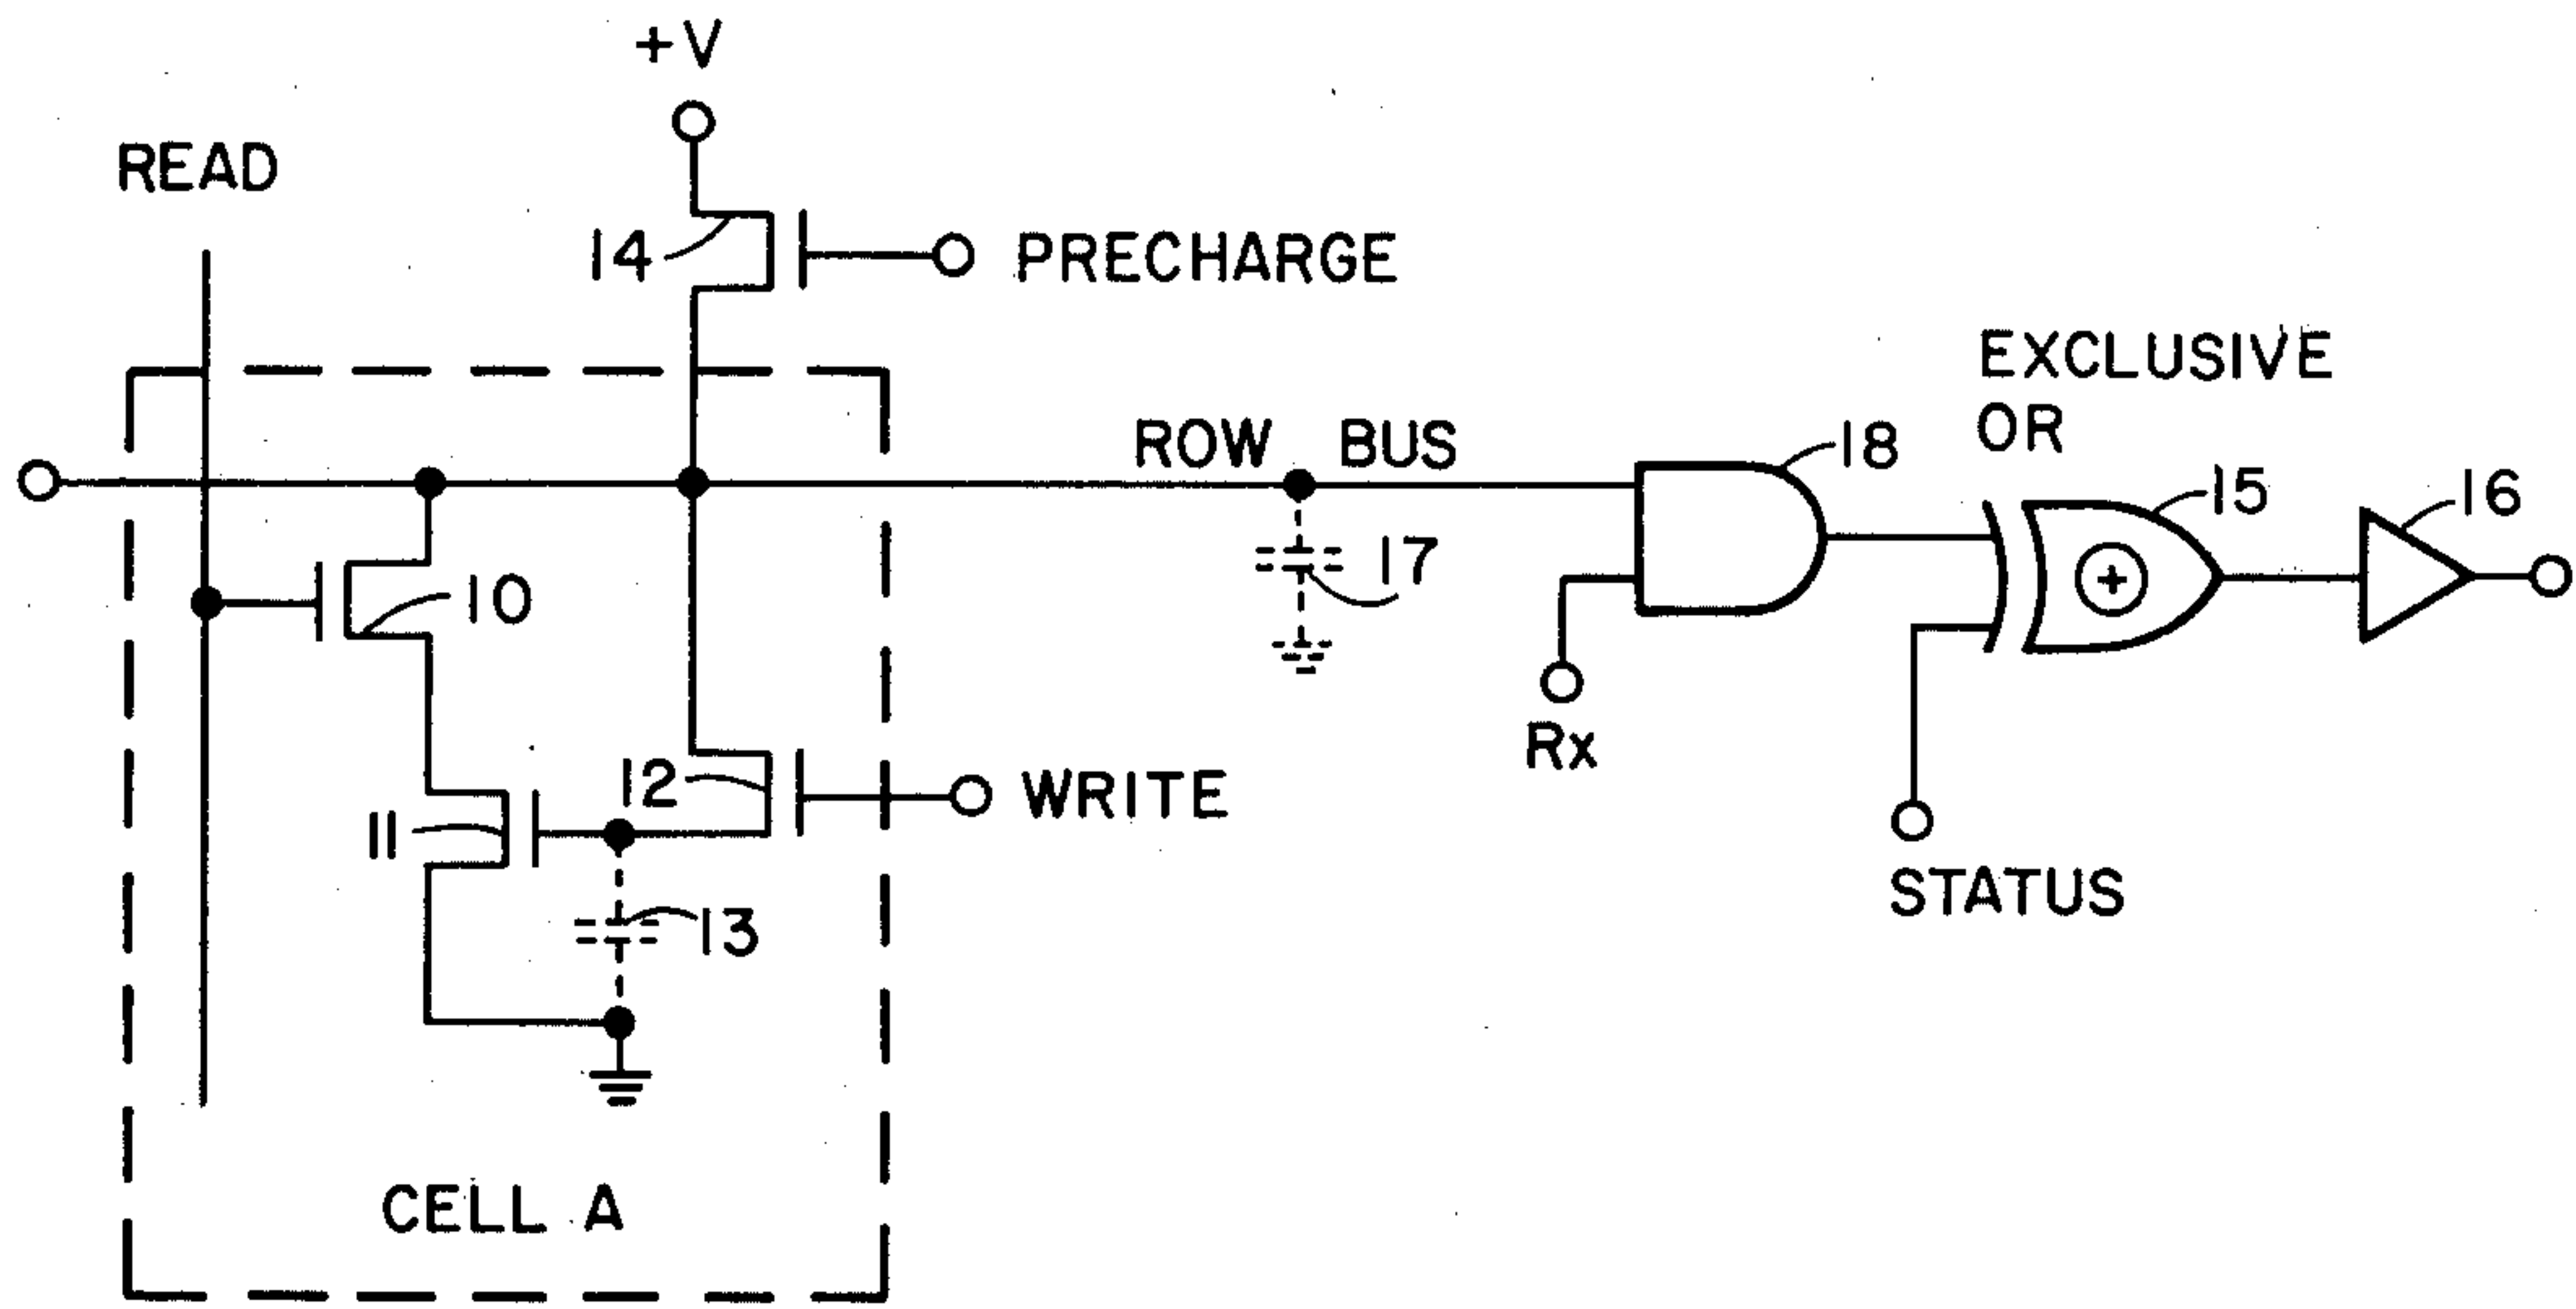 +V
READ
14
PRECHARGE
EXCLUSIVE
OR
ROW BUS
18
15
16
10
17
Rx
12
WRITE
11
STATUS
13
CELL A